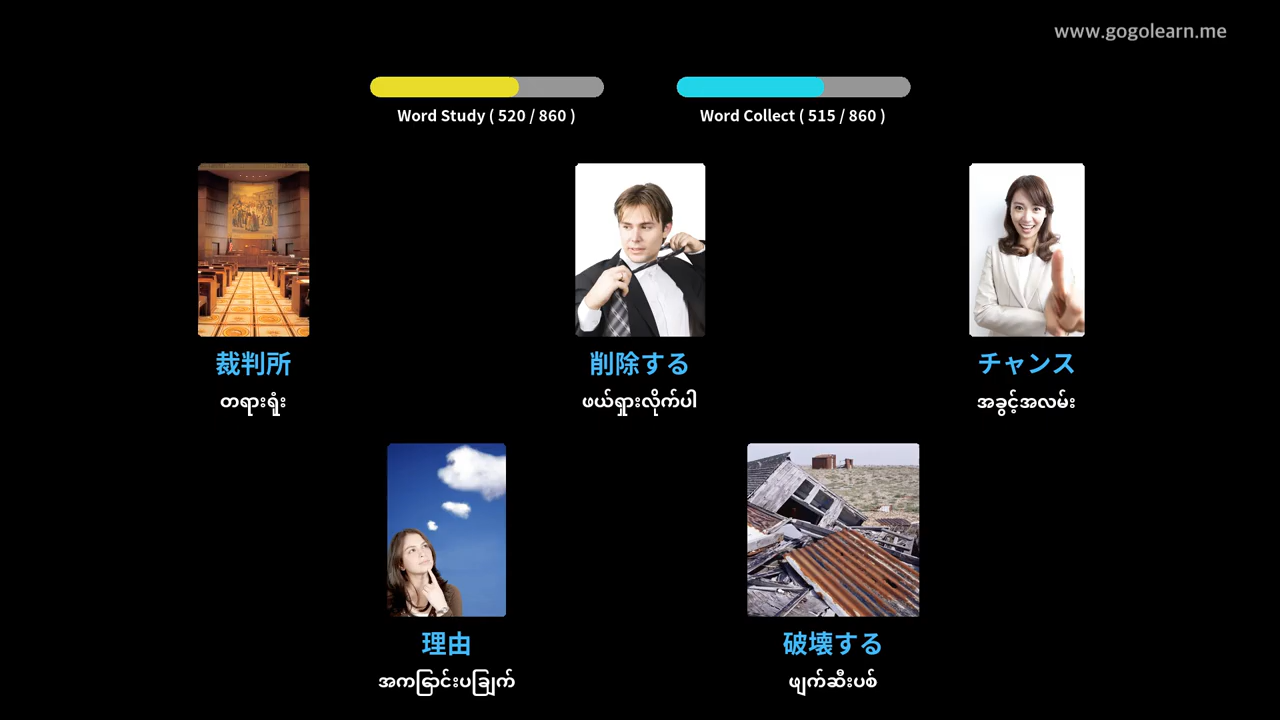 www.gogolearn.me
Word Study ( 520 / 860 )
Word Collect ( 515 / 860 )
裁判所
တရားရုံး
削除する
ဖယ်ရှားလိုက်ပါ
チャンス
အခွင့်အလမ်း
理由
အကြောင်းပြချက်
破壊する
ဖျက်ဆီးပစ်